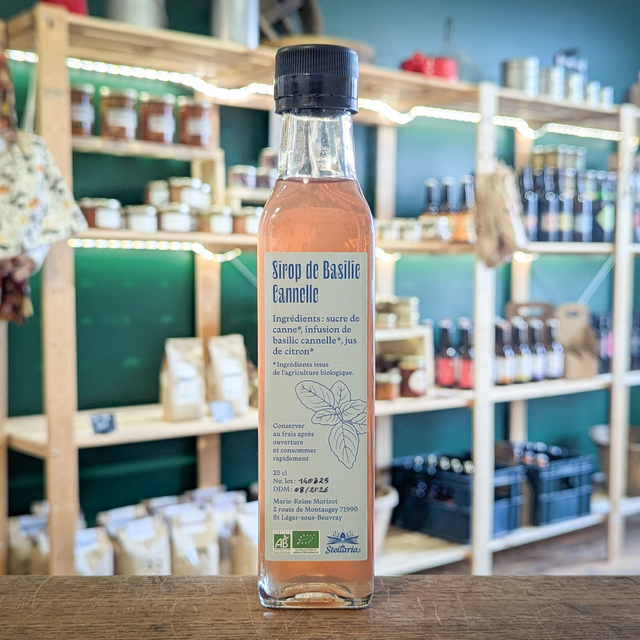 Sirop de Basilic
Cannelle
Ingrédients : sucre de
canne*, infusion de
basilic cannelle*, jus
de citron*
* Ingrédients issus
de l'agriculture biologique.
Conserver
au frais après
ouverture
et consommer
rapidement
25 cl
No. lot : 140825
DDM : 08/2026
Marie-Reine Morizot
2 route de Montaugey 71990
St Léger-sous-Beuvray
AB
Stellaria